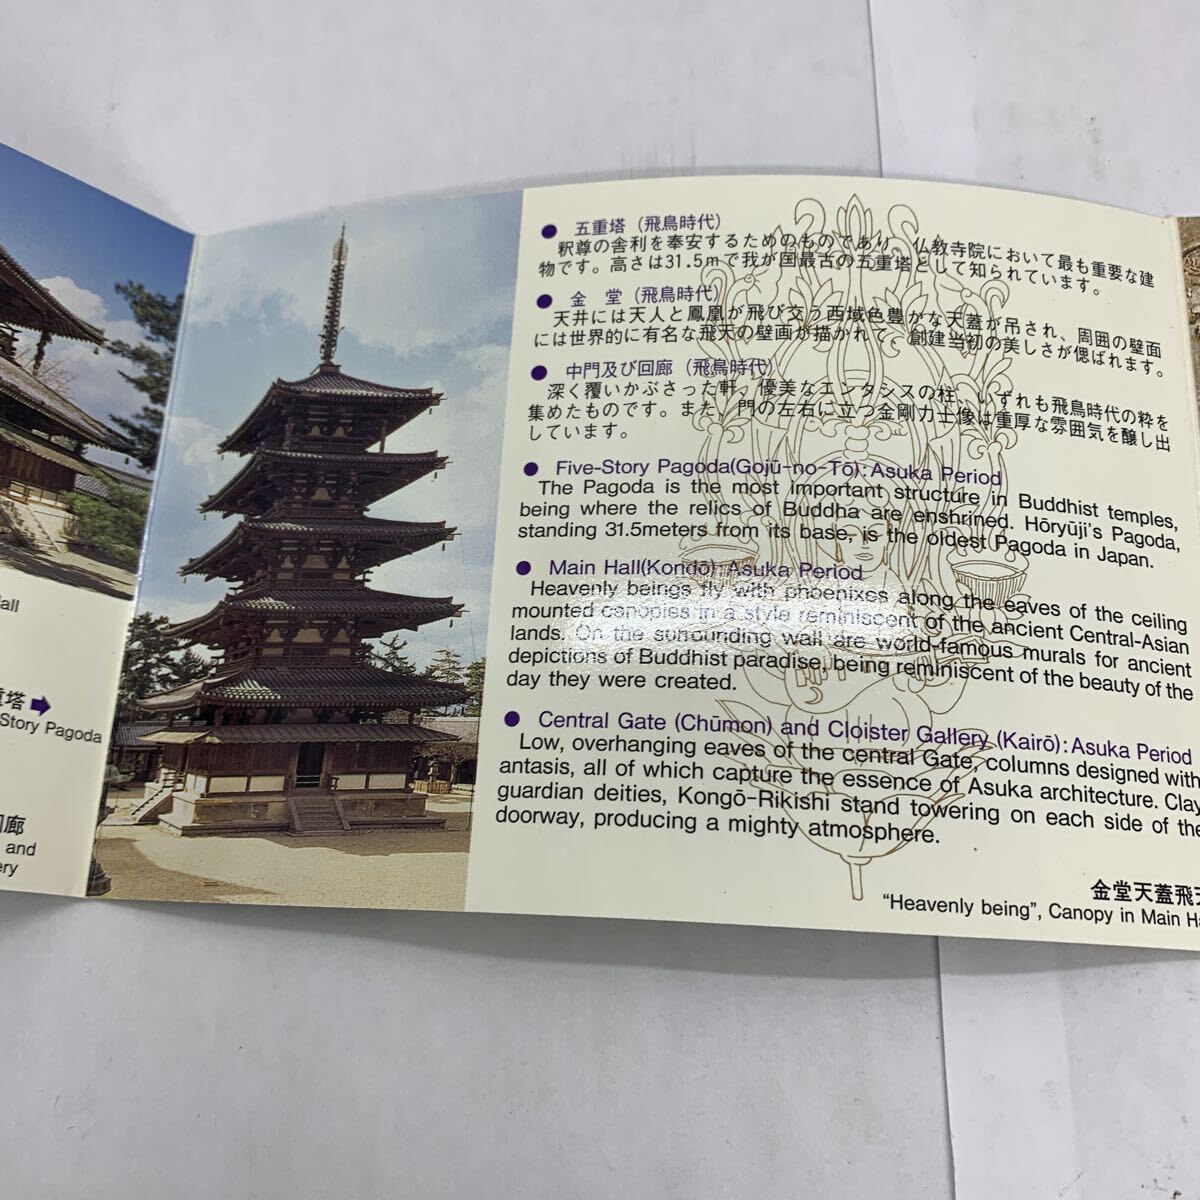 all
重塔
Story Pagoda
回廊
and
ery
● 五重塔（飛鳥時代）
釈尊の舎利を奉安するためのものであり、仏教寺院において最も重要な建
物です。高さは31.5mで我が国最古の五重塔として知られています。
● 金　堂（飛鳥時代）
天井には天人と鳳凰が飛び交う西域色豊かな天蓋が吊され、周囲の壁面
には世界的に有名な飛天の壁画が描かれて、創建当初の美しさが偲ばれます。
● 中門及び回廊（飛鳥時代）
深く覆いかぶさった軒、優美なエンタシスの柱、いずれも飛鳥時代の粋を
集めたものです。また、門の左右に立つ金剛力士像は重厚な雰囲気を醸し出
しています。
● Five-Story Pagoda(Gojū-no-Tō): Asuka Period
The Pagoda is the most important structure in Buddhist temples,
being where the relics of Buddha are enshrined. Hōryūji's Pagoda,
standing 31.5meters from its base, is the oldest Pagoda in Japan.
● Main Hall(Kondō) Asuka Period
Heavenly beings fly with phoenixes along the eaves of the ceiling
mounted canopies in a style reminiscent of the ancient Central-Asian
lands. On the surrounding wall are world-famous murals for ancient
depictions of Buddhist paradise, being reminiscent of the beauty of the
day they were created.
● Central Gate (Chūmon) and Cloister Gallery (Kairō): Asuka Period
Low, overhanging eaves of the central Gate, columns designed with
antasis, all of which capture the essence of Asuka architecture. Clay
guardian deities, Kongō-Rikishi stand towering on each side of the
doorway, producing a mighty atmosphere.
金堂天蓋飛天
"Heavenly being", Canopy in Main Ha